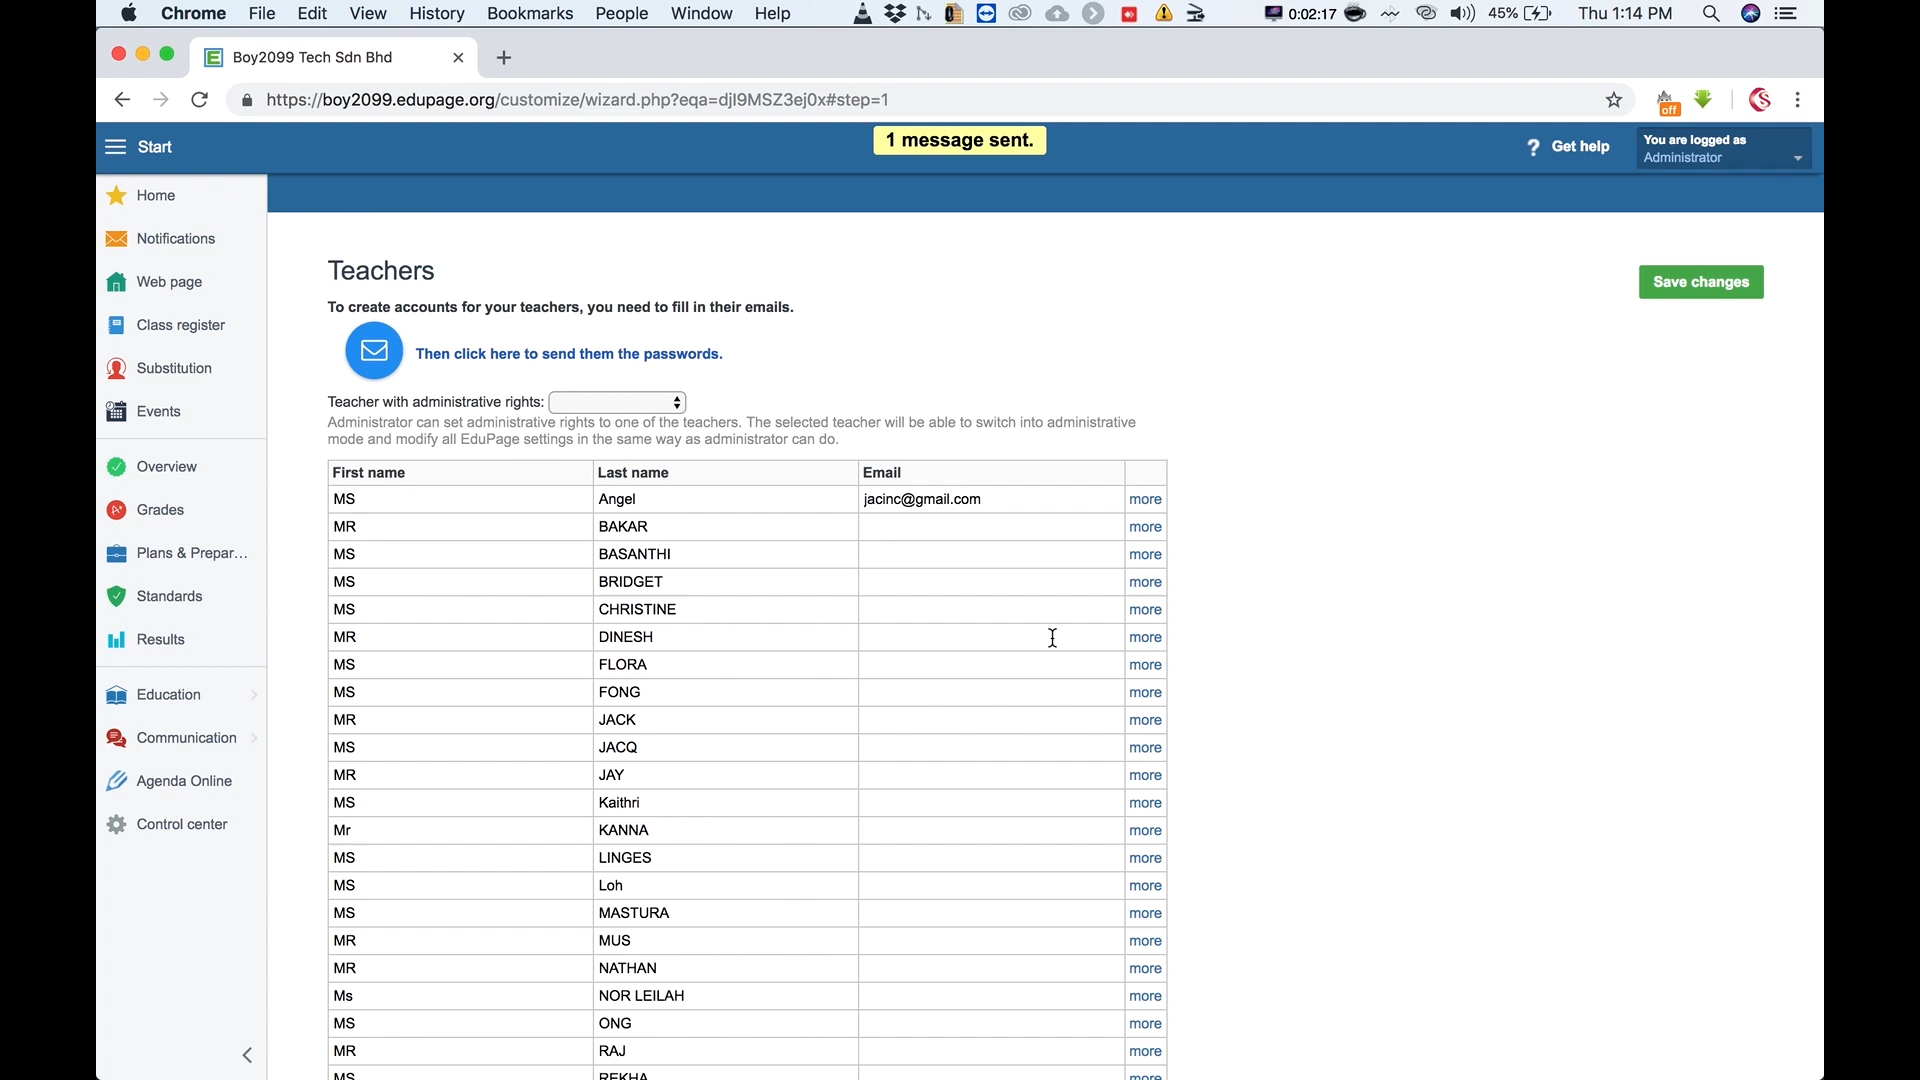 Chrome File Edit View History Bookmarks People Window Help 0:02:17 45% Thu 1:14 PM
Boy2099 Tech Sdn Bhd
https://boy2099.edupage.org/customize/wizard.php?eqa=djI9MSZ3ej0x#step=1
off
Start
1 message sent.
Get help
You are logged as
Administrator
Home
Notifications
Web page
Class register
Substitution
Events
Overview
Grades
Plans & Prepar...
Standards
Results
Education
Communication
Agenda Online
Control center
Teachers
Save changes
To create accounts for your teachers, you need to fill in their emails.
Then click here to send them the passwords.
Teacher with administrative rights:
Administrator can set administrative rights to one of the teachers. The selected teacher will be able to switch into administrative
mode and modify all EduPage settings in the same way as administrator can do.
First name Last name Email
MS Angel jacinc@gmail.com more
MR BAKAR more
MS BASANTHI more
MS BRIDGET more
MS CHRISTINE more
MR DINESH more
MS FLORA more
MS FONG more
MR JACK more
MS JACQ more
MR JAY more
MS Kaithri more
Mr KANNA more
MS LINGES more
MS Loh more
MS MASTURA more
MR MUS more
MR NATHAN more
Ms NOR LEILAH more
MS ONG more
MR RAJ more
MS REKHA more